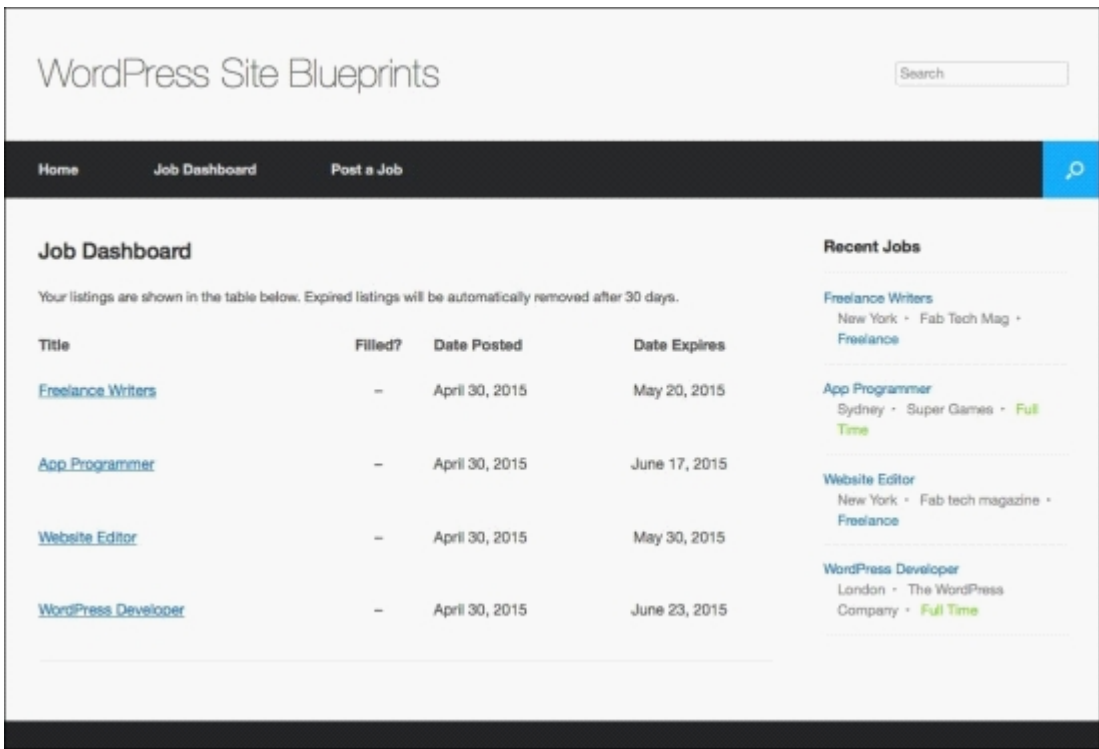 WordPress Site Blueprints
Search
Home Job Dashboard Post a Job
Job Dashboard
Your listings are shown in the table below. Expired listings will be automatically removed after 30 days.
Title Filled? Date Posted Date Expires
Freelance Writers – April 30, 2015 May 20, 2015
App Programmer – April 30, 2015 June 17, 2015
Website Editor – April 30, 2015 May 30, 2015
WordPress Developer – April 30, 2015 June 23, 2015
Recent Jobs
Freelance Writers
New York • Fab Tech Mag •
Freelance
App Programmer
Sydney • Super Games • Full
Time
Website Editor
New York • Fab tech magazine •
Freelance
WordPress Developer
London • The WordPress
Company • Full Time